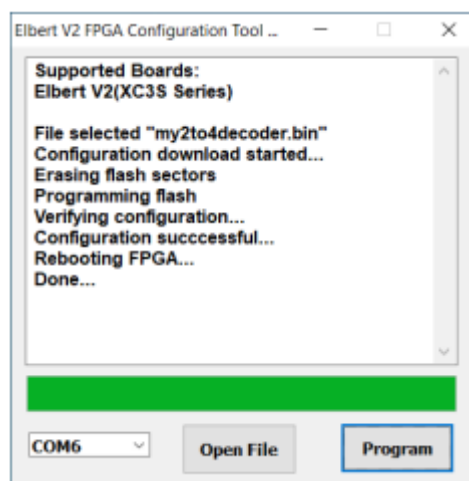 Elbert V2 FPGA Configuration Tool ...
Supported Boards:
Elbert V2(XC3S Series)
File selected "my2to4decoder.bin"
Configuration download started...
Erasing flash sectors
Programming flash
Verifying configuration...
Configuration succcessful...
Rebooting FPGA...
Done...
COM6
Open File
Program